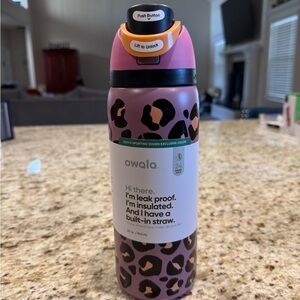 Push Button
Lift to Unlock
owala
Hi there.
I'm leak proof.
I'm insulated.
And I have a
built-in straw.